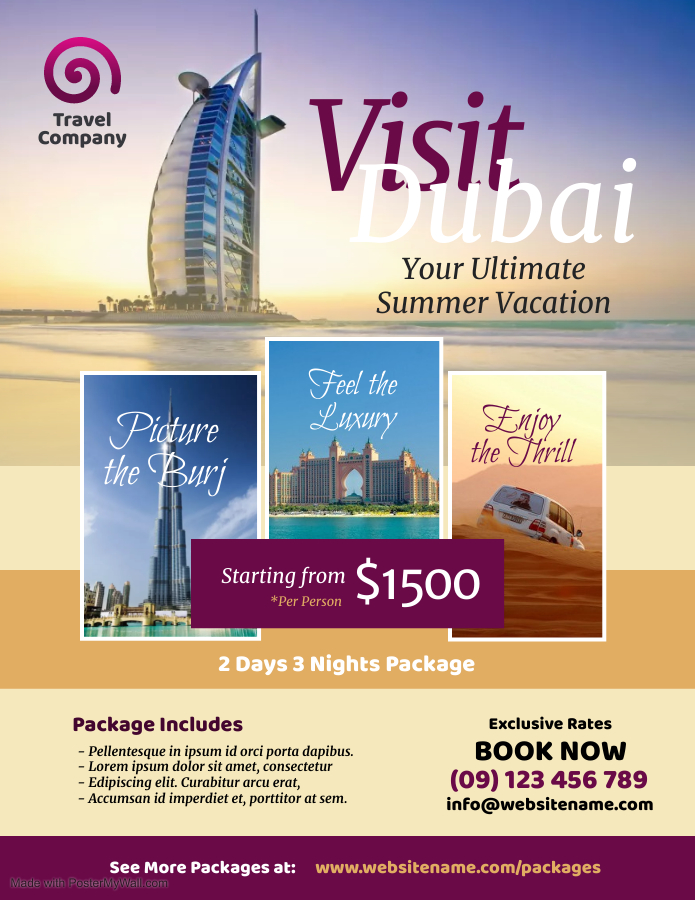 Travel
Company
Visit
Dubai
Your Ultimate
Summer Vacation
Picture
the Burj
Feel the
Luxury
Enjoy
the Thrill
Starting from $1500
*Per Person
2 Days 3 Nights Package
Package Includes
- Pellentesque in ipsum id orci porta dapibus.
- Lorem ipsum dolor sit amet, consectetur
- Edipiscing elit. Curabitur arcu erat,
- Accumsan id imperdiet et, porttitor at sem.
Exclusive Rates
BOOK NOW
(09) 123 456 789
info@websitename.com
See More Packages at: www.websitename.com/packages
Made with PosterMyWall.com